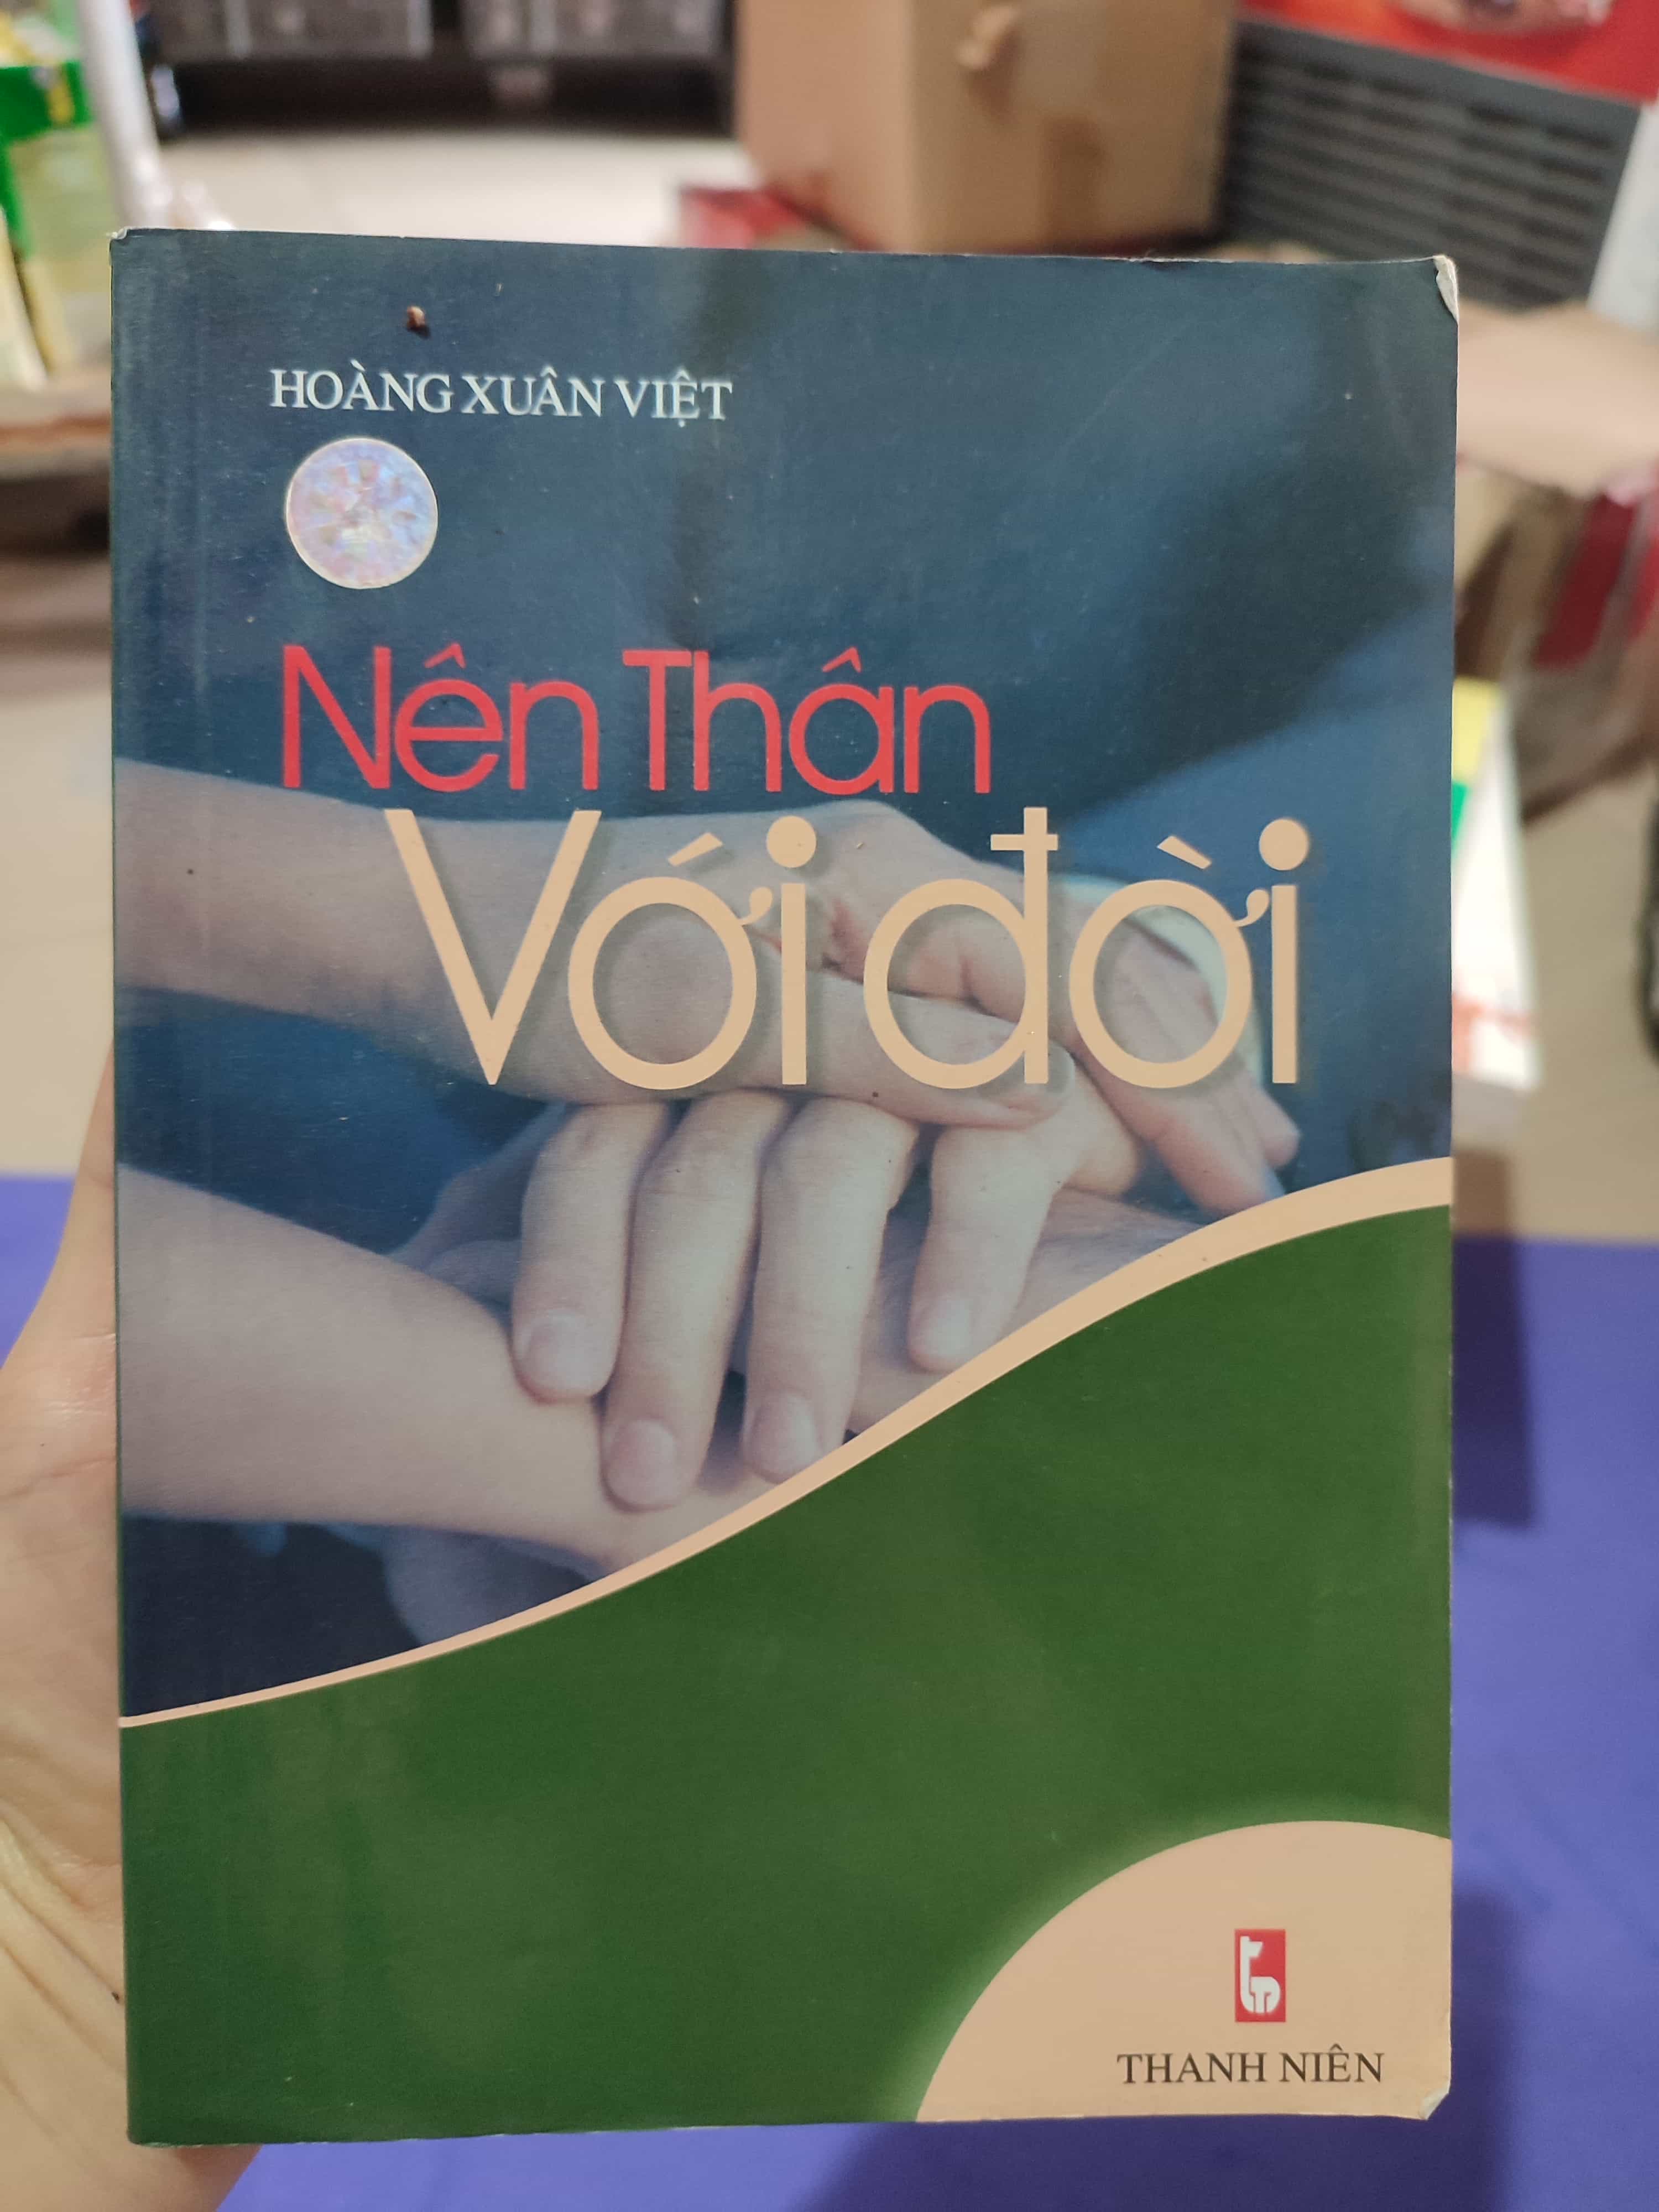 HOÀNG XUÂN VIỆT
Nên Thân
Với đời
THANH NIÊN